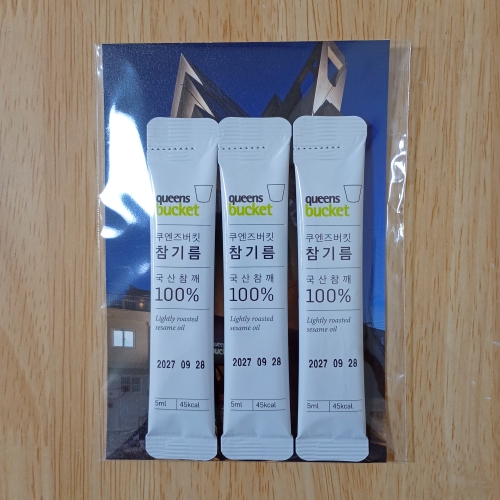 queens
bucket
쿠엔즈버킷
참기름
국산참깨
100%
Lightly roasted
sesame oil
2027 09 28
5ml 45kcal
queens
bucket
쿠엔즈버킷
참기름
국산참깨
100%
Lightly roasted
sesame oil
2027 09 28
5ml 45kcal
queens
bucket
쿠엔즈버킷
참기름
국산참깨
100%
Lightly roasted
sesame oil
2027 09 28
5ml 45kcal